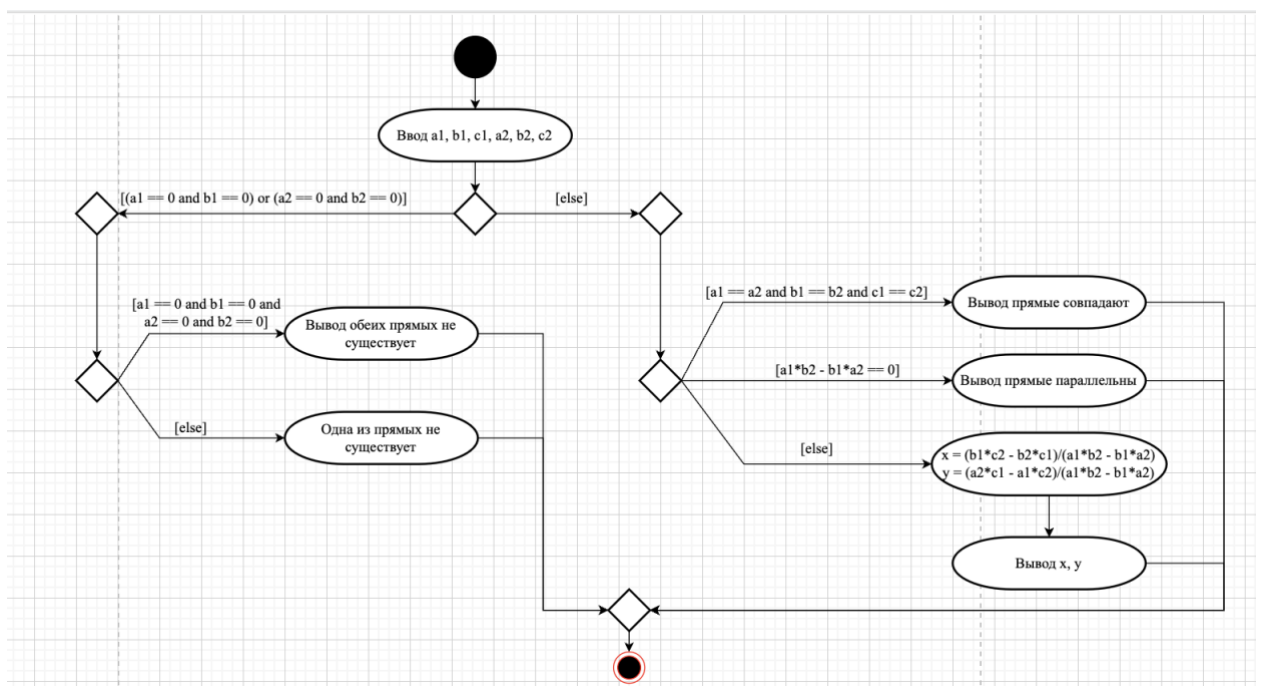 Ввод a1, b1, c1, a2, b2, c2
[(a1 == 0 and b1 == 0) or (a2 == 0 and b2 == 0)]
[else]
[a1 == 0 and b1 == 0 and
a2 == 0 and b2 == 0]
Вывод обеих прямых не
существует
[else]
Одна из прямых не
существует
[a1 == a2 and b1 == b2 and c1 == c2]
Вывод прямые совпадают
[a1*b2 - b1*a2 == 0]
Вывод прямые параллельны
[else]
x = (b1*c2 - b2*c1)/(a1*b2 - b1*a2)
y = (a2*c1 - a1*c2)/(a1*b2 - b1*a2)
Вывод x, y